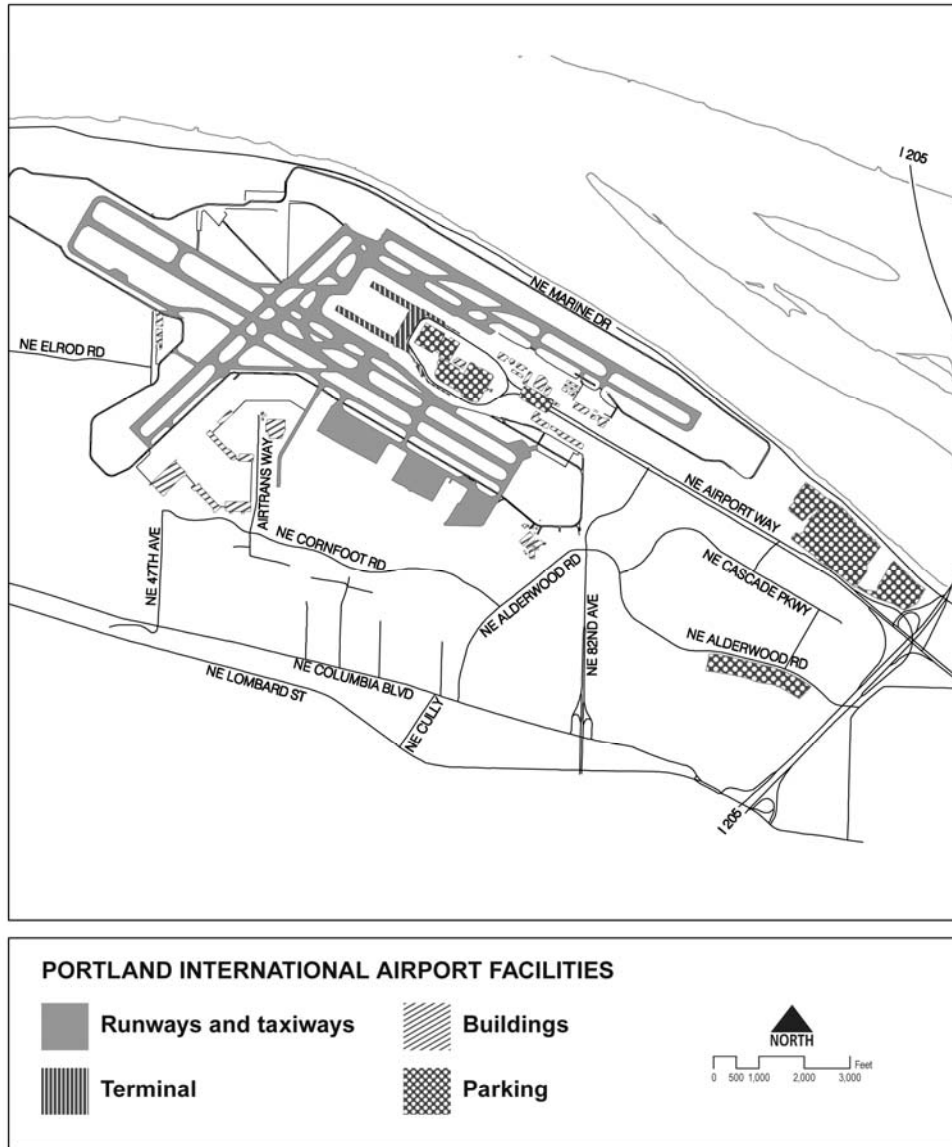 I 205
NE MARINE DR
NE ELROD RD
NE AIRPORT WAY
AIRTRANS WAY
NE CORNFOOT RD
NE 47TH AVE
NE ALDERWOOD RD
NE CASCADE PKWY
NE 82ND AVE
NE ALDERWOOD RD
NE COLUMBIA BLVD
NE LOMBARD ST
NE CULLY
I 205
PORTLAND INTERNATIONAL AIRPORT FACILITIES
Runways and taxiways
Buildings
Terminal
Parking
NORTH
Feet
0 500 1,000 2,000 3,000